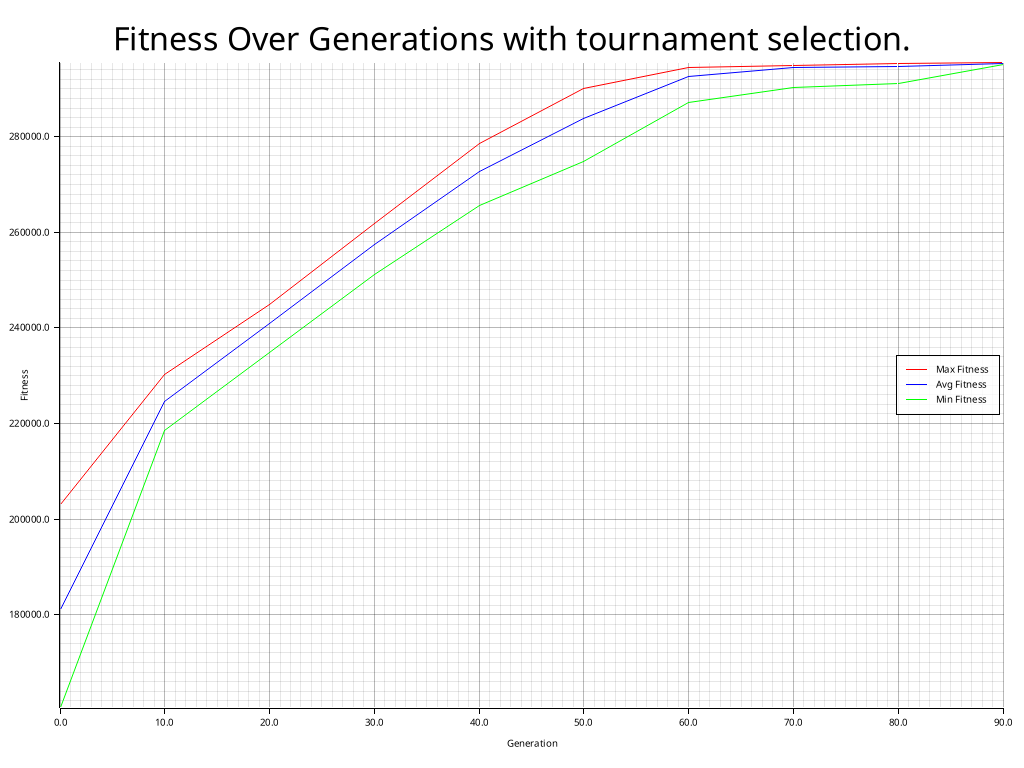 Fitness Over Generations with tournament selection.
280000.0
260000.0
240000.0
220000.0
200000.0
180000.0
Fitness
Max Fitness
Avg Fitness
Min Fitness
0.0 10.0 20.0 30.0 40.0 50.0 60.0 70.0 80.0 90.0
Generation